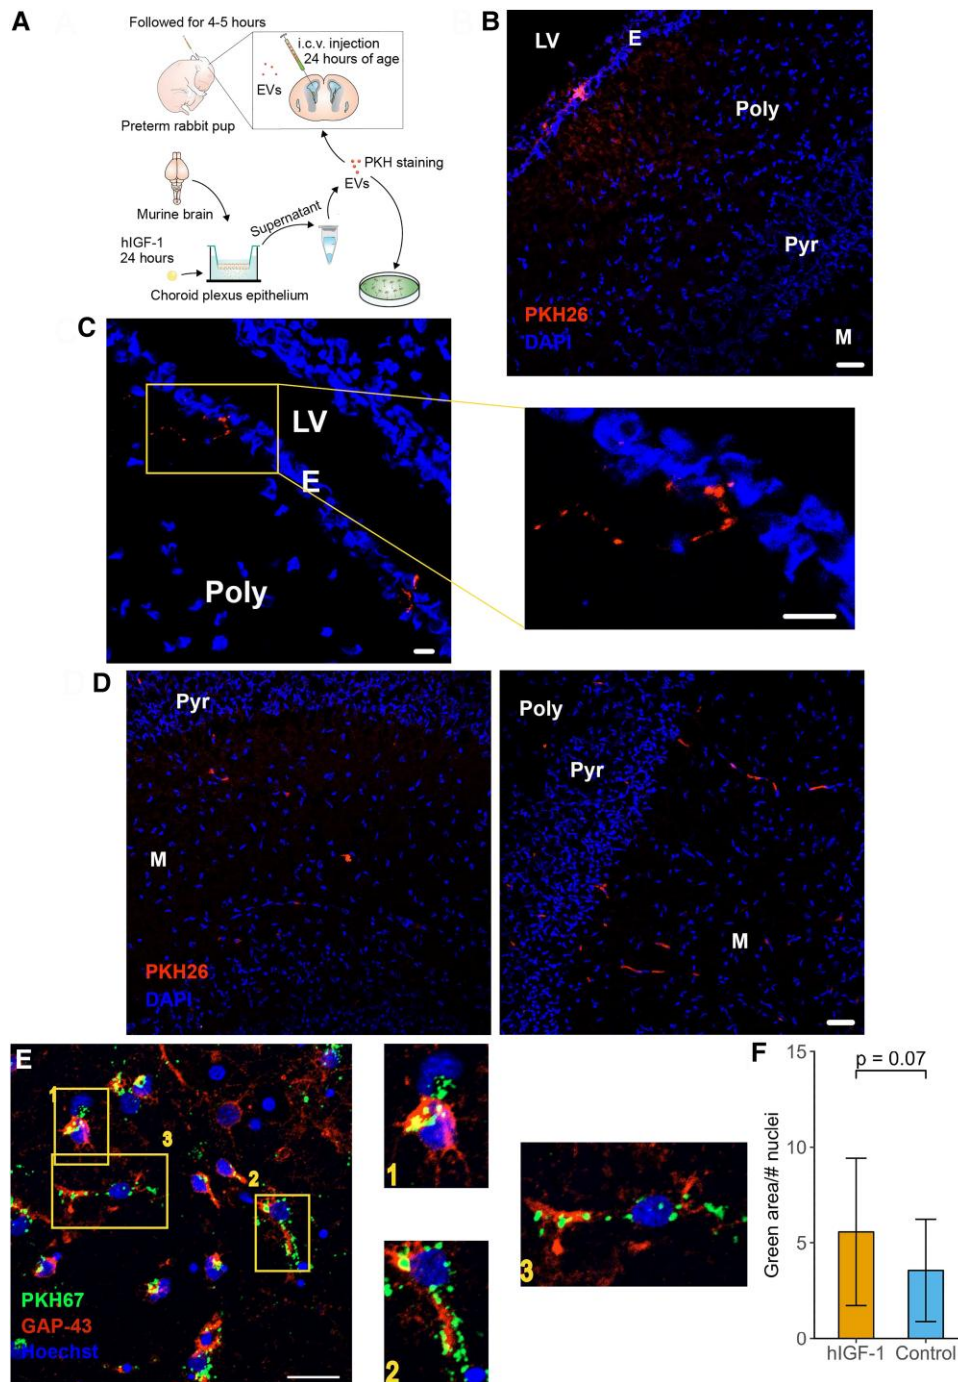 A
Followed for 4-5 hours
i.c.v. injection
24 hours of age
EVs
Preterm rabbit pup
PKH staining
EVs
Murine brain
Supernatant
hIGF-1
24 hours
Choroid plexus epithelium
B
LV
E
Poly
Pyr
PKH26
DAPI
M
C
LV
E
Poly
D
Pyr
M
PKH26
DAPI
Poly
Pyr
M
E
1
3
2
PKH67
GAP-43
Hoechst
1
2
3
F
15
p = 0.07
10
Green area/# nuclei
5
0
hIGF-1 Control